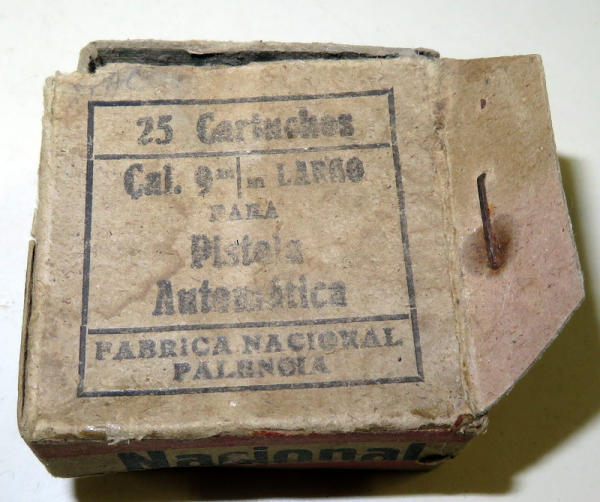 25 Cartuchos
Cal. 9 m/m LARGO
PARA
Pistola
Automática
FABRICA NACIONAL
PALENCIA
Nacional